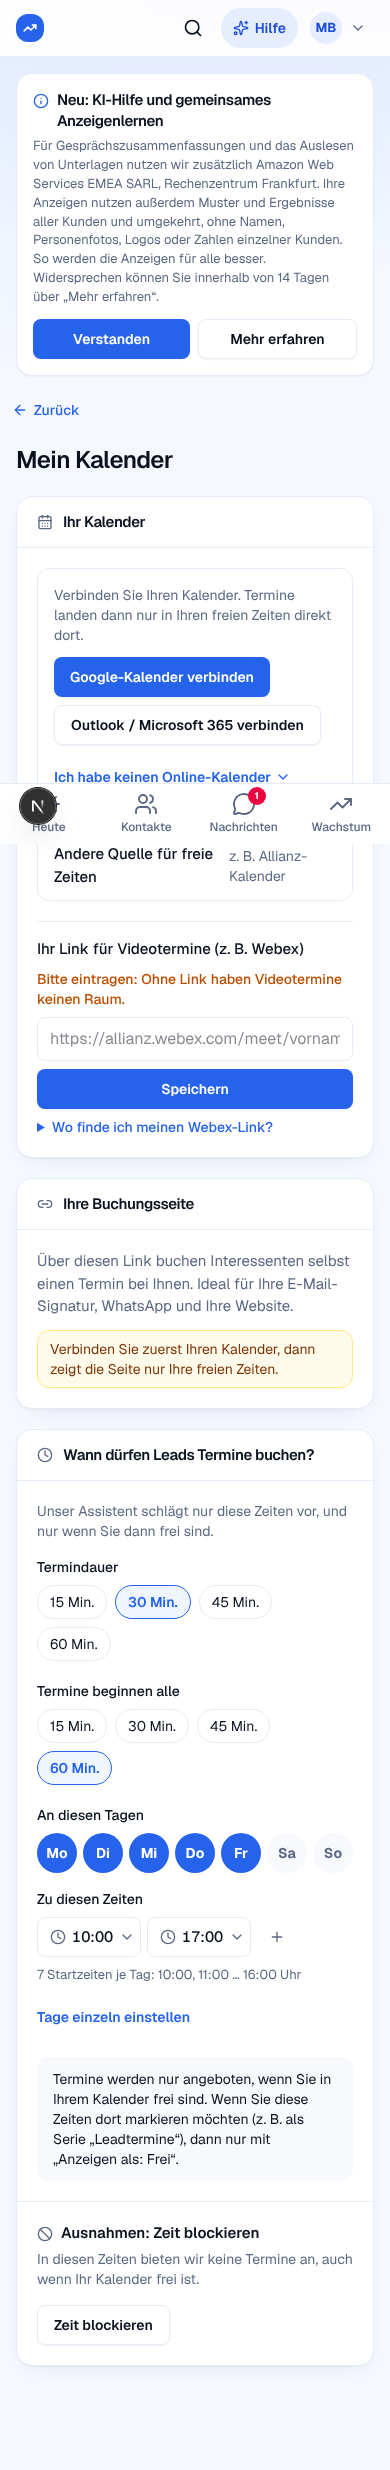 Hilfe
MB
Neu: KI-Hilfe und gemeinsames
Anzeigenlernen
Für Gesprächszusammenfassungen und das Auslesen
von Unterlagen nutzen wir zusätzlich Amazon Web
Services EMEA SARL, Rechenzentrum Frankfurt. Ihre
Anzeigen nutzen außerdem Muster und Ergebnisse
aller Kunden und umgekehrt, ohne Namen,
Personenfotos, Logos oder Zahlen einzelner Kunden.
So werden die Anzeigen für alle besser.
Widersprechen können Sie innerhalb von 14 Tagen
über „Mehr erfahren“.
Verstanden
Mehr erfahren
Zurück
Mein Kalender
Ihr Kalender
Verbinden Sie Ihren Kalender. Termine
landen dann nur in Ihren freien Zeiten direkt
dort.
Google-Kalender verbinden
Outlook / Microsoft 365 verbinden
Ich habe keinen Online-Kalender
N
1
Heute
Kontakte
Nachrichten
Wachstum
Andere Quelle für freie
Zeiten
z. B. Allianz-
Kalender
Ihr Link für Videotermine (z. B. Webex)
Bitte eintragen: Ohne Link haben Videotermine
keinen Raum.
https://allianz.webex.com/meet/vornam
Speichern
Wo finde ich meinen Webex-Link?
Ihre Buchungsseite
Über diesen Link buchen Interessenten selbst
einen Termin bei Ihnen. Ideal für Ihre E-Mail-
Signatur, WhatsApp und Ihre Website.
Verbinden Sie zuerst Ihren Kalender, dann
zeigt die Seite nur Ihre freien Zeiten.
Wann dürfen Leads Termine buchen?
Unser Assistent schlägt nur diese Zeiten vor, und
nur wenn Sie dann frei sind.
Termindauer
15 Min.
30 Min.
45 Min.
60 Min.
Termine beginnen alle
15 Min.
30 Min.
45 Min.
60 Min.
An diesen Tagen
Mo
Di
Mi
Do
Fr
Sa
So
Zu diesen Zeiten
10:00
17:00
7 Startzeiten je Tag: 10:00, 11:00 … 16:00 Uhr
Tage einzeln einstellen
Termine werden nur angeboten, wenn Sie in
Ihrem Kalender frei sind. Wenn Sie diese
Zeiten dort markieren möchten (z. B. als
Serie „Leadtermine“), dann nur mit
„Anzeigen als: Frei“.
Ausnahmen: Zeit blockieren
In diesen Zeiten bieten wir keine Termine an, auch
wenn Ihr Kalender frei ist.
Zeit blockieren